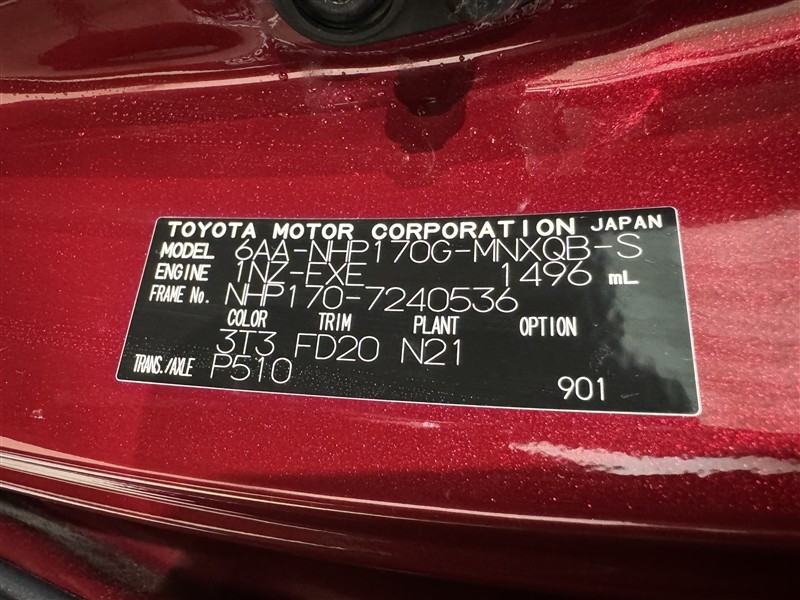 TOYOTA MOTOR CORPORATION JAPAN
MODEL 6AA-NHP170G-MNXQB-S
ENGINE 1NZ-EXE 1496 mL
FRAME No. NHP170-7240536
COLOR TRIM PLANT OPTION
3T3 FD20 N21
TRANS./AXLE P510
901